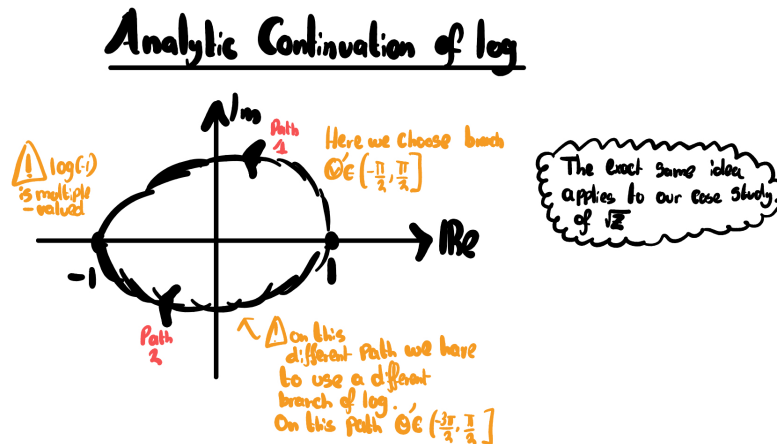 Analytic Continuation of log
Im
Path
1
Here we choose branch
Θ'∈(-π/2, π/2]
⚠ log(-1)
is multiple
-valued
The exact same idea
applies to our case study
of √z
Re
-1
1
Path
2
⚠ on this
different path we have
to use a different
branch of log.
On this path Θ'∈(-3π/2, π/2]